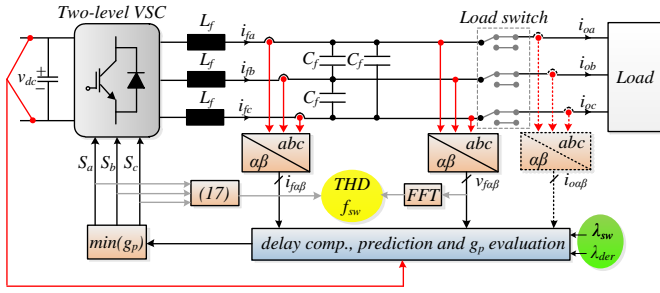 Two-level VSC
L_f
i_fa
Load switch
i_oa
v_dc
+
L_f
i_fb
C_f
C_f
i_ob
Load
L_f
i_fc
C_f
i_oc
S_a
S_b
S_c
abc
αβ
abc
αβ
abc
αβ
(17)
i_fαβ
THD
f_sw
FFT
v_fαβ
i_oαβ
min(g_p)
delay comp., prediction and g_p evaluation
λ_sw
λ_der